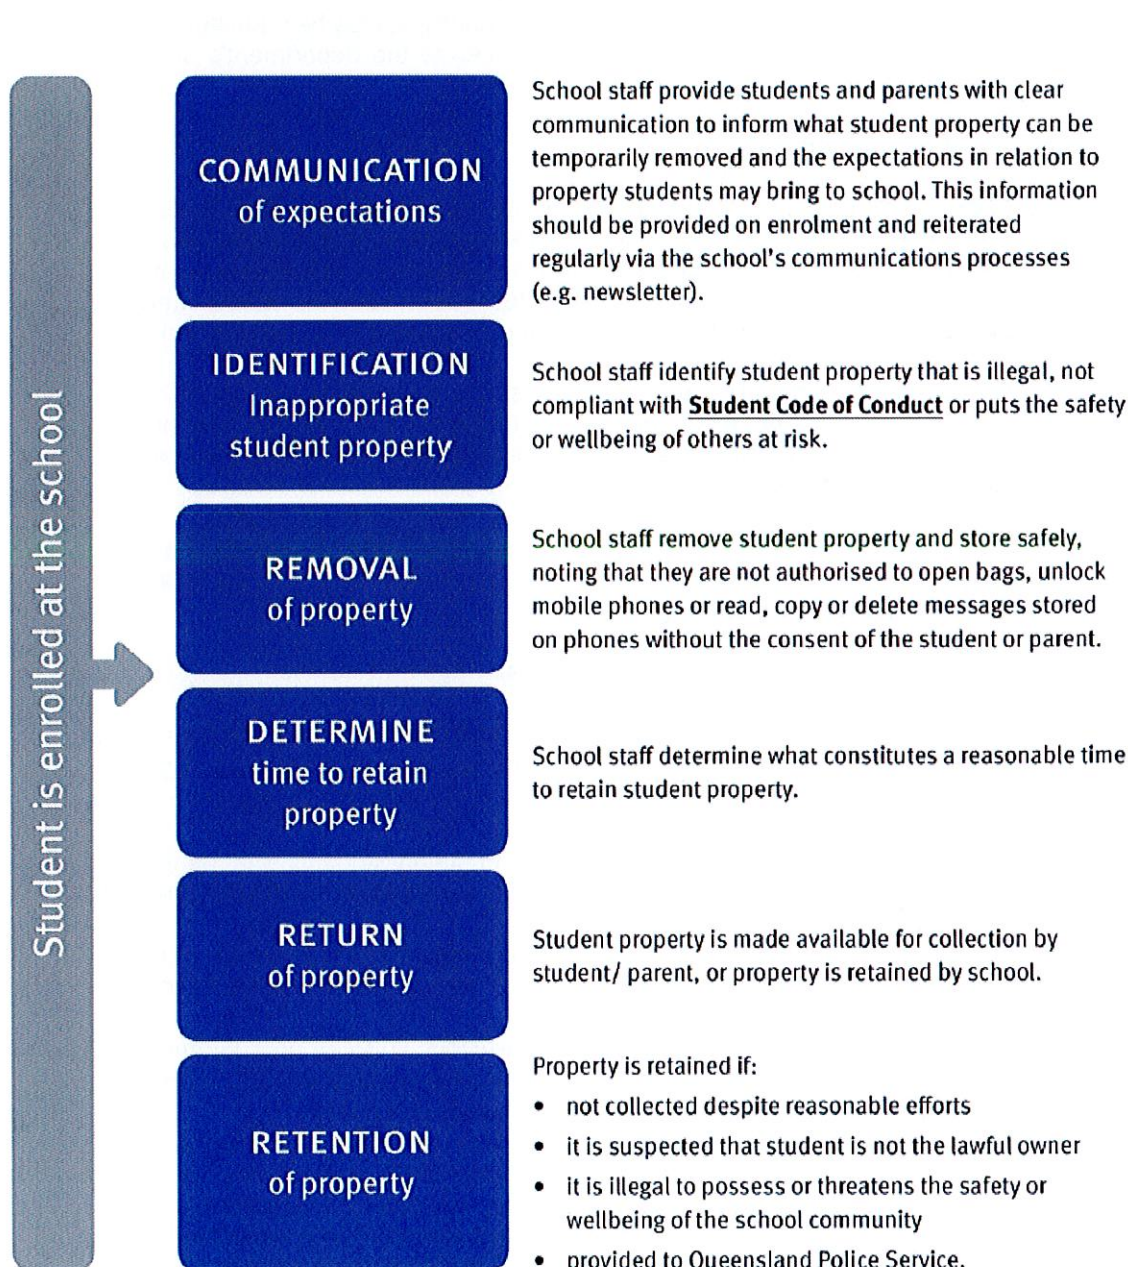 Student is enrolled at the school
COMMUNICATION
of expectations
School staff provide students and parents with clear
communication to inform what student property can be
temporarily removed and the expectations in relation to
property students may bring to school. This information
should be provided on enrolment and reiterated
regularly via the school's communications processes
(e.g. newsletter).
IDENTIFICATION
Inappropriate
student property
School staff identify student property that is illegal, not
compliant with Student Code of Conduct or puts the safety
or wellbeing of others at risk.
REMOVAL
of property
School staff remove student property and store safely,
noting that they are not authorised to open bags, unlock
mobile phones or read, copy or delete messages stored
on phones without the consent of the student or parent.
DETERMINE
time to retain
property
School staff determine what constitutes a reasonable time
to retain student property.
RETURN
of property
Student property is made available for collection by
student/ parent, or property is retained by school.
RETENTION
of property
Property is retained if:
• not collected despite reasonable efforts
• it is suspected that student is not the lawful owner
• it is illegal to possess or threatens the safety or
wellbeing of the school community
• provided to Queensland Police Service.